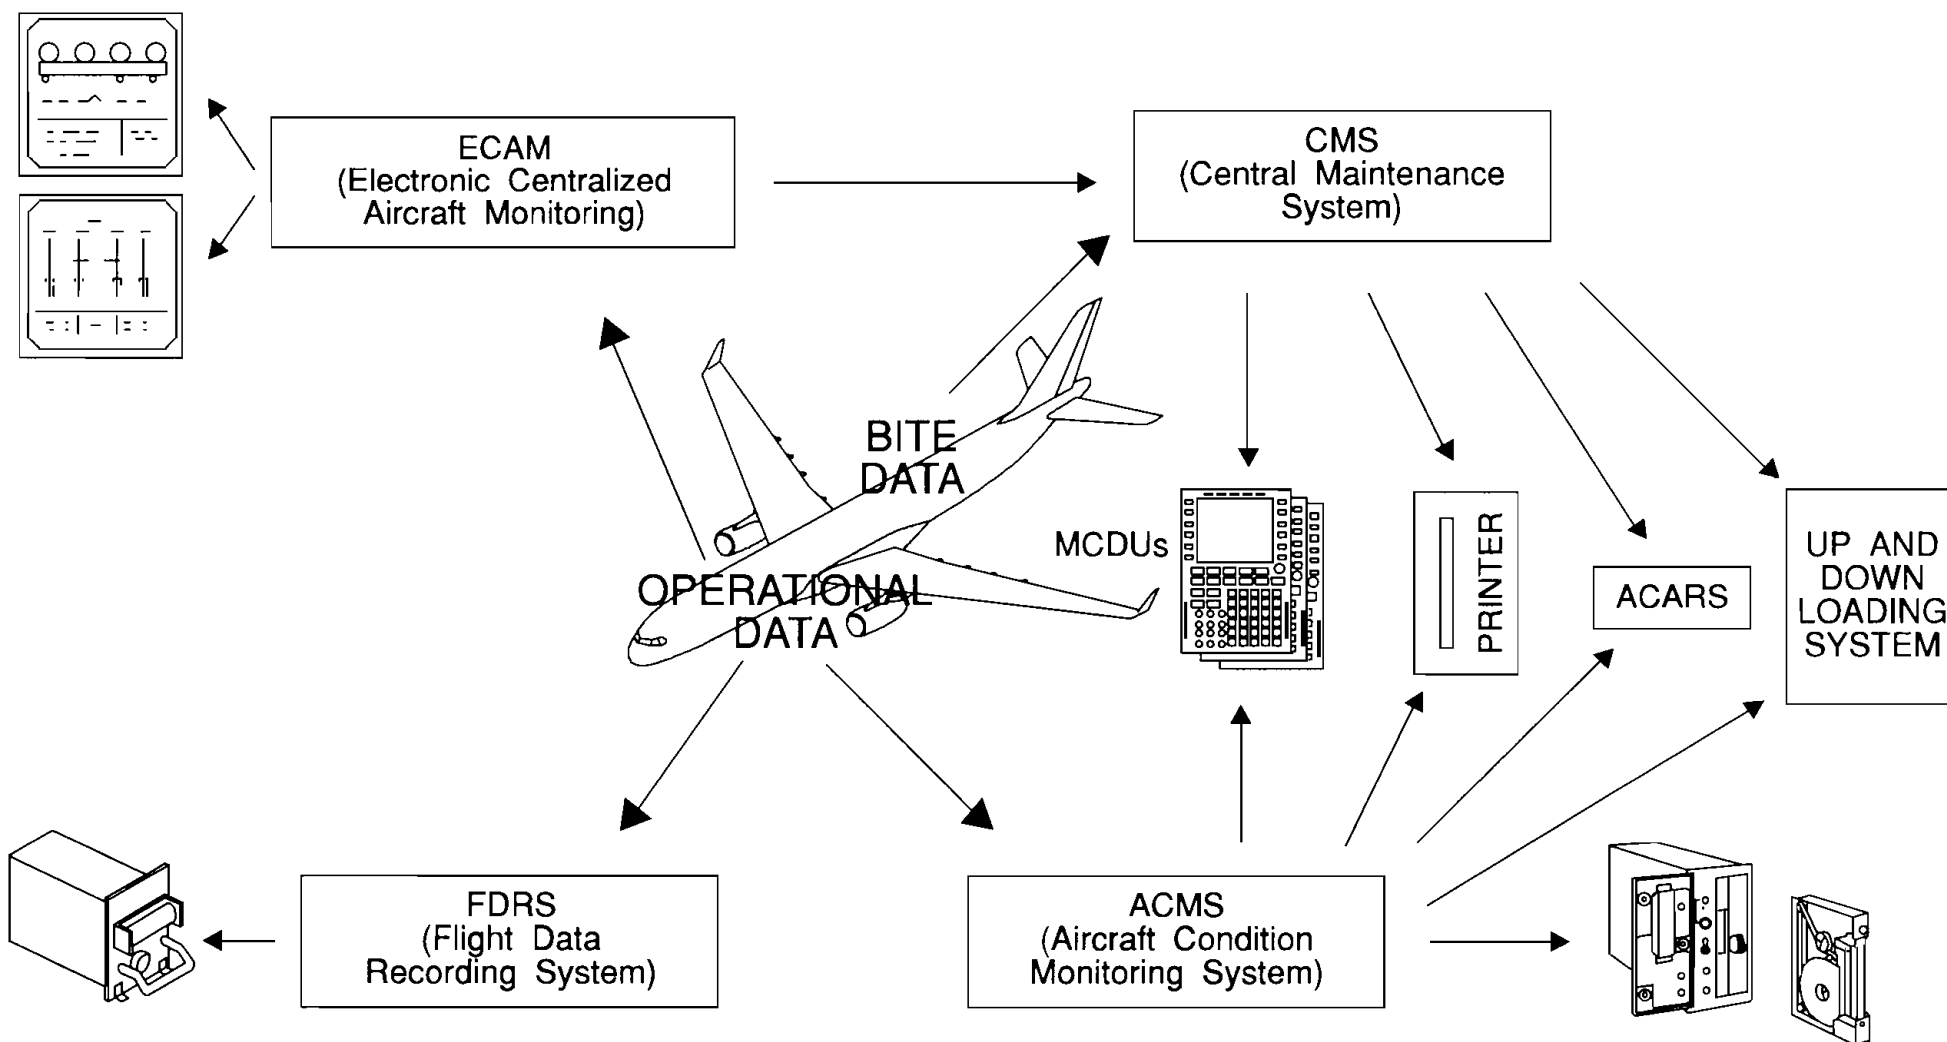 ECAM
(Electronic Centralized
Aircraft Monitoring)
CMS
(Central Maintenance
System)
BITE
DATA
OPERATIONAL
DATA
MCDUs
PRINTER
ACARS
UP AND
DOWN
LOADING
SYSTEM
FDRS
(Flight Data
Recording System)
ACMS
(Aircraft Condition
Monitoring System)